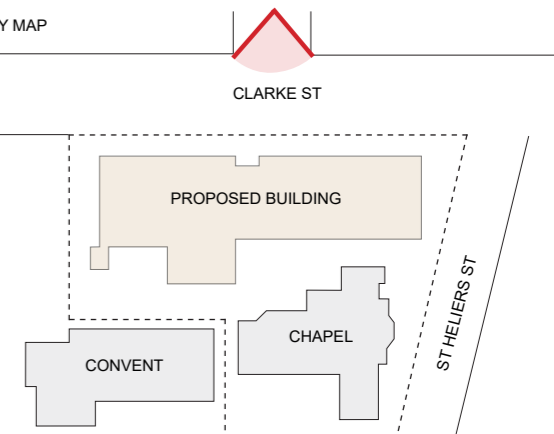 Y MAP
CLARKE ST
PROPOSED BUILDING
ST HELIERS ST
CHAPEL
CONVENT